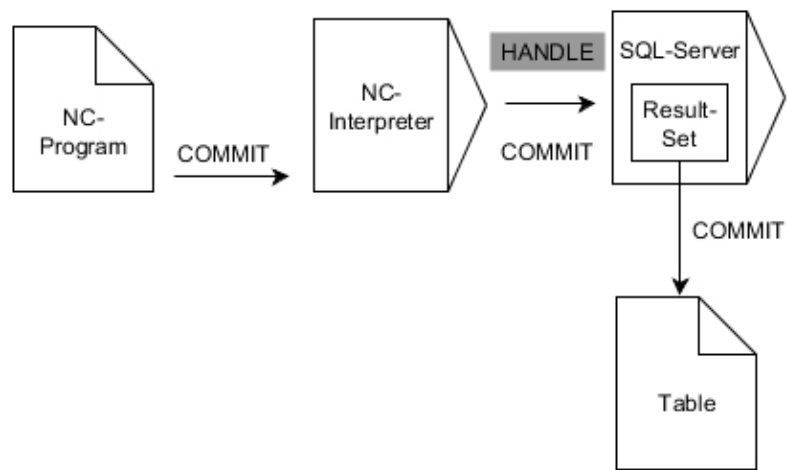 NC-
Program
COMMIT
NC-
Interpreter
HANDLE
COMMIT
SQL-Server
Result-
Set
COMMIT
Table